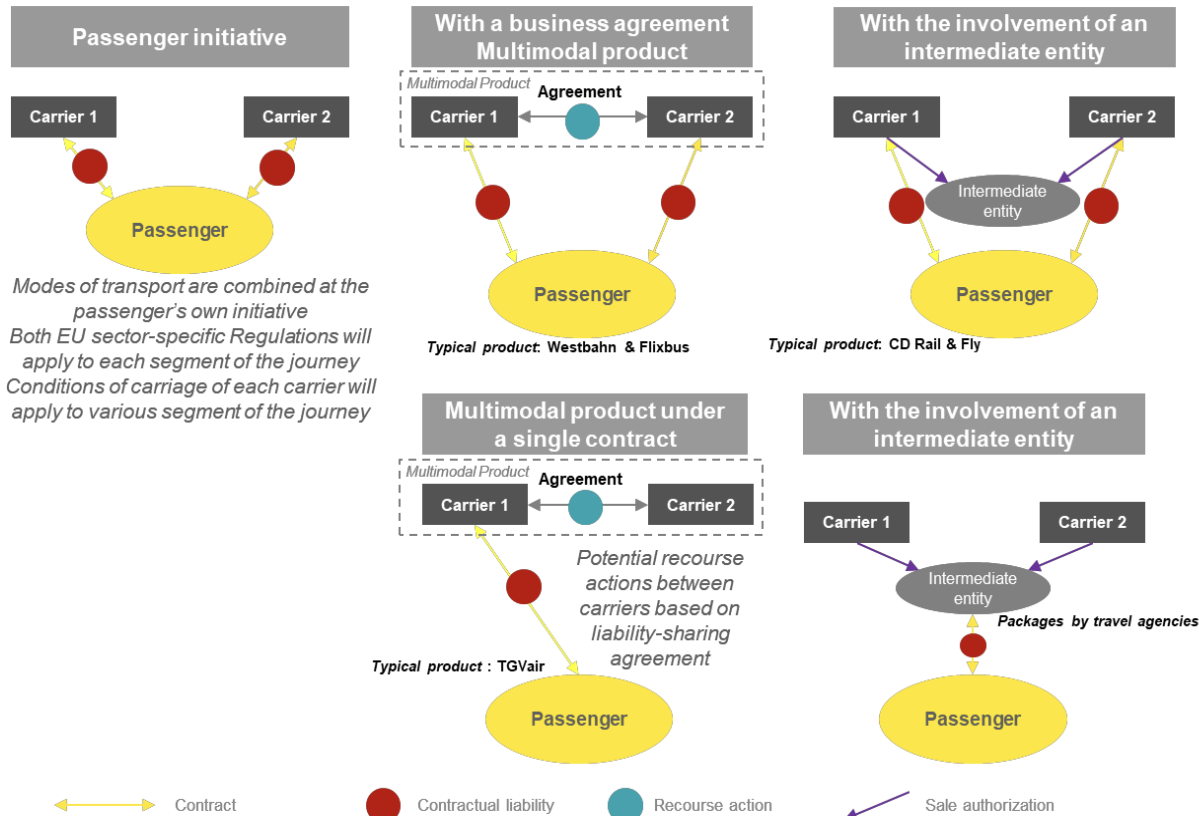 Passenger initiative
Carrier 1
Carrier 2
Passenger
Modes of transport are combined at the
passenger's own initiative
Both EU sector-specific Regulations will
apply to each segment of the journey
Conditions of carriage of each carrier will
apply to various segment of the journey
With a business agreement
Multimodal product
Multimodal Product
Agreement
Carrier 1
Carrier 2
Passenger
Typical product: Westbahn & Flixbus
With the involvement of an
intermediate entity
Carrier 1
Carrier 2
Intermediate
entity
Passenger
Typical product: CD Rail & Fly
Multimodal product under
a single contract
Multimodal Product
Agreement
Carrier 1
Carrier 2
Potential recourse
actions between
carriers based on
liability-sharing
agreement
Typical product : TGVair
Passenger
With the involvement of an
intermediate entity
Carrier 1
Carrier 2
Intermediate
entity
Packages by travel agencies
Passenger
Contract
Contractual liability
Recourse action
Sale authorization